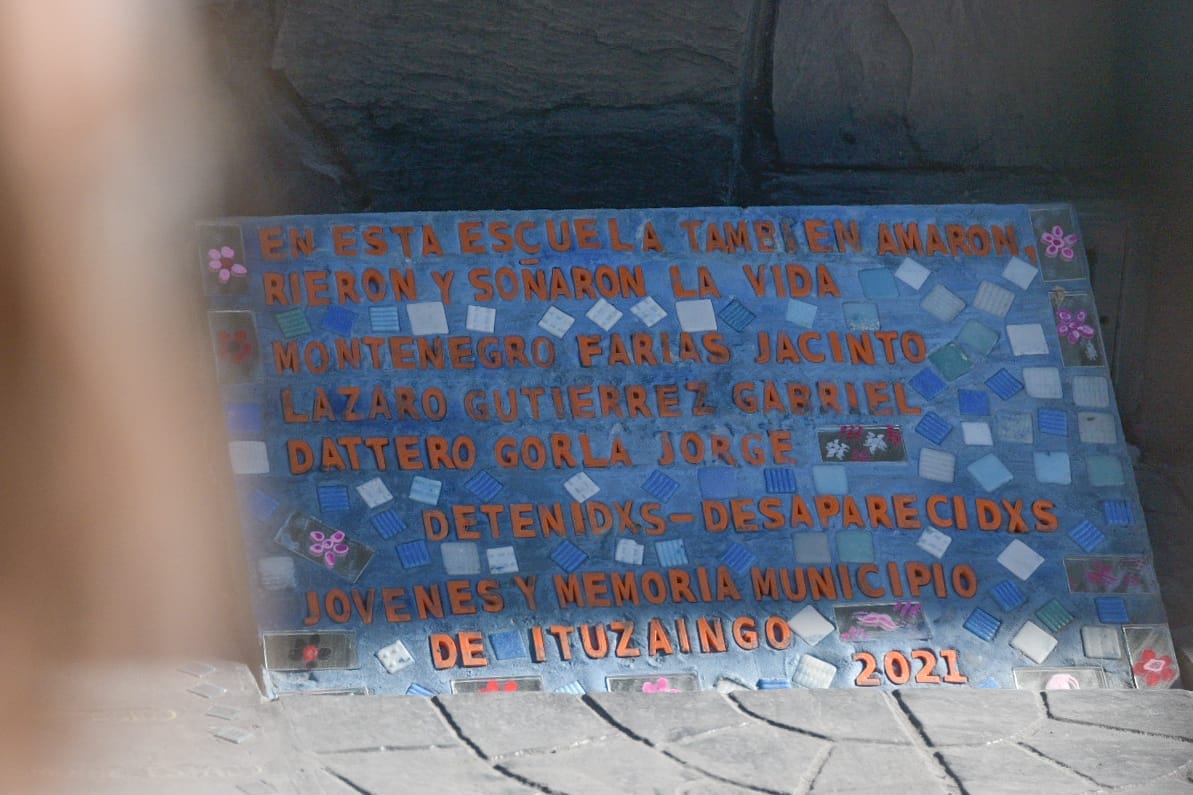 EN ESTA ESCUELA TAMBIEN AMARON,
RIERON Y SOÑARON LA VIDA
MONTENEGRO FARIAS JACINTO
LAZARO GUTIERREZ GABRIEL
DATTERO GORLA JORGE
DETENIDXS-DESAPARECIDXS
JOVENES Y MEMORIA MUNICIPIO
DE ITUZAINGO
2021